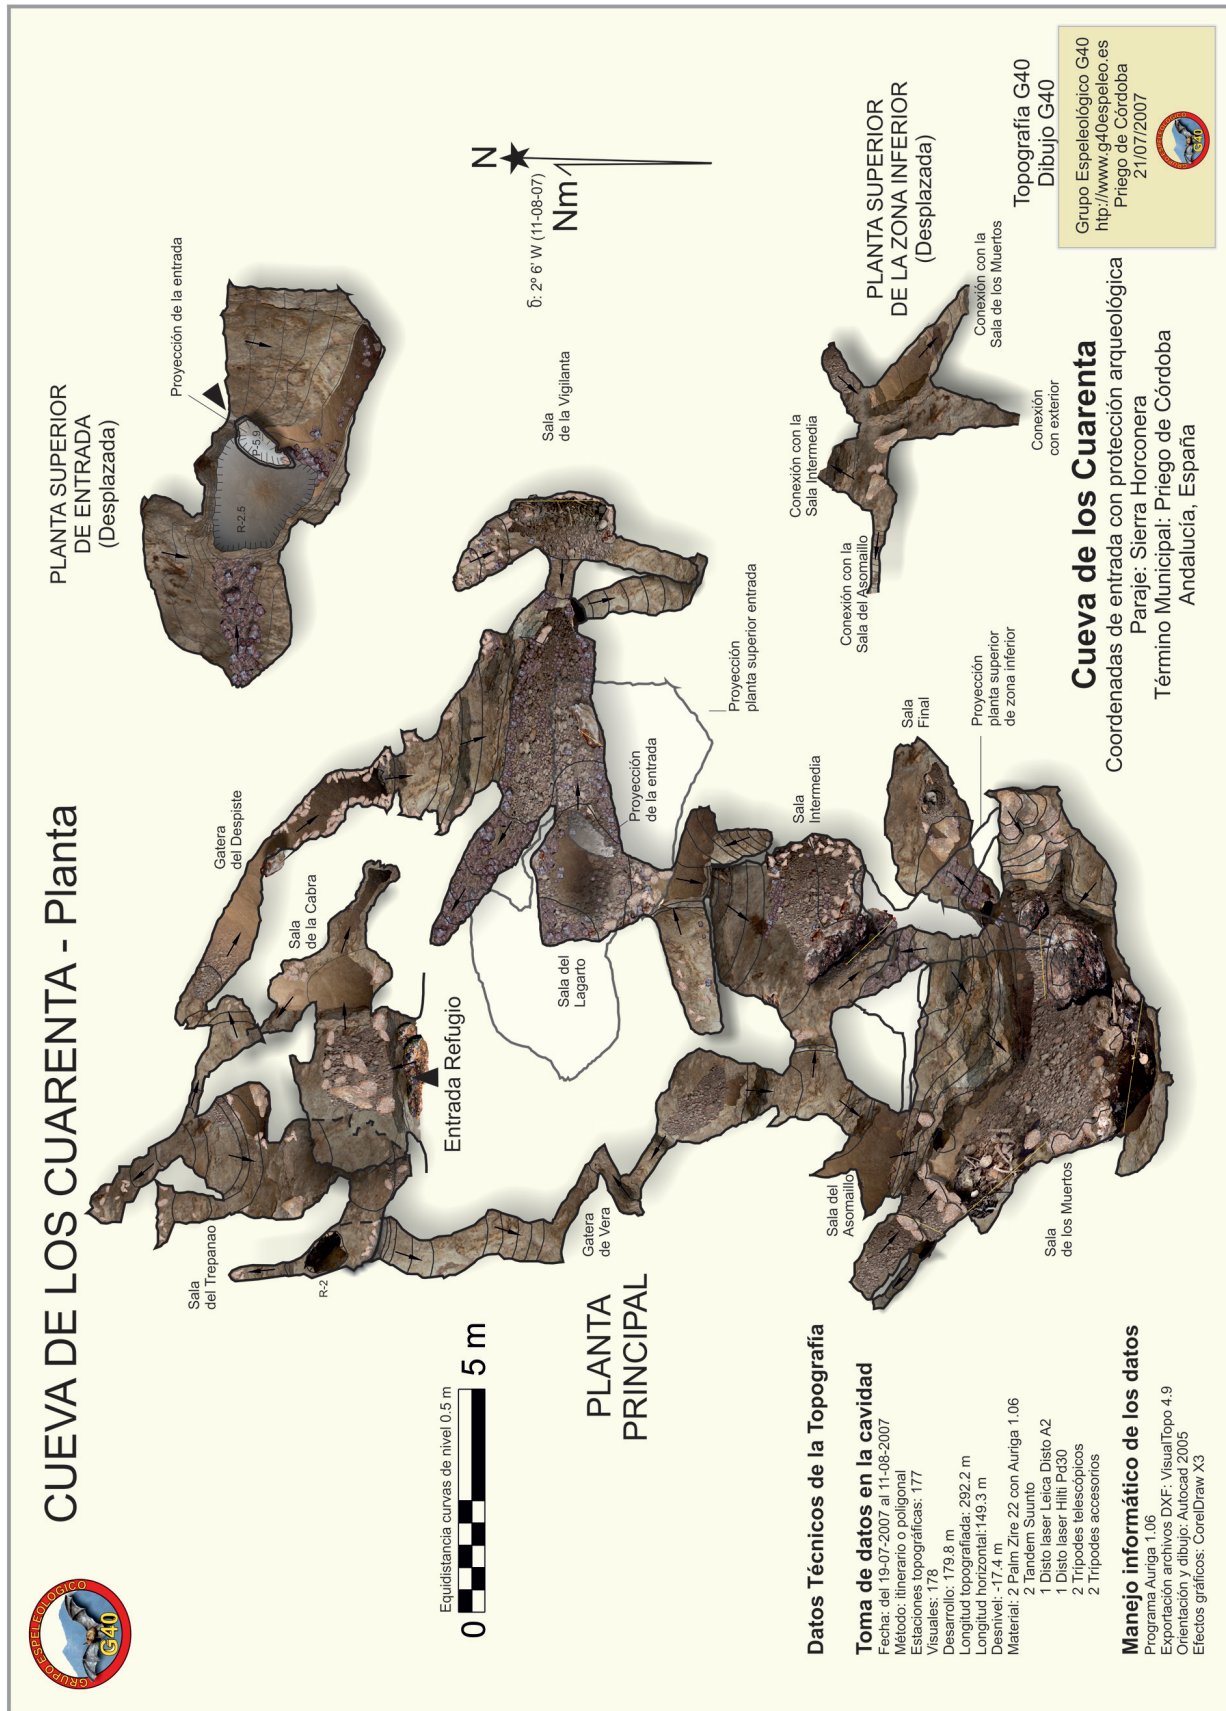 CUEVA DE LOS CUARENTA - Planta
GRUPO ESPELEOLOGICO
G40
PLANTA SUPERIOR
DE ENTRADA
(Desplazada)
Proyección de la entrada
P-5.9
R-2.5
Gatera
del Despiste
Sala
de la Cabra
Sala
del Trepanao
R-2
Entrada Refugio
Equidistancia curvas de nivel 0.5 m
0
5 m
N
Nm
δ: 2º 6' W (11-08-07)
Sala
de la Vigilanta
Sala del
Lagarto
Proyección
de la entrada
Proyección
planta superior entrada
Gatera
de Vera
PLANTA
PRINCIPAL
Sala
Intermedia
Sala del
Asomaillo
Sala
Final
Proyección
planta superior
de zona inferior
Sala
de los Muertos
PLANTA SUPERIOR
DE LA ZONA INFERIOR
(Desplazada)
Conexión con la
Sala Intermedia
Conexión con la
Sala del Asomaillo
Conexión con la
Sala de los Muertos
Conexión
con exterior
Datos Técnicos de la Topografía
Toma de datos en la cavidad
Fecha: del 19-07-2007 al 11-08-2007
Método: itinerario o poligonal
Estaciones topográficas: 177
Visuales: 178
Desarrollo: 179.8 m
Longitud topografiada: 292.2 m
Longitud horizontal:149.3 m
Desnivel: -17.4 m
Material: 2 Palm Zire 22 con Auriga 1.06
2 Tandem Suunto
1 Disto laser Leica Disto A2
1 Disto laser Hilti Pd30
2 Trípodes telescópicos
2 Trípodes accesorios
Manejo informático de los datos
Programa Auriga 1.06
Exportación archivos DXF: VisualTopo 4.9
Orientación y dibujo: Autocad 2005
Efectos gráficos: CorelDraw X3
Cueva de los Cuarenta
Coordenadas de entrada con protección arqueológica
Paraje: Sierra Horconera
Término Municipal: Priego de Córdoba
Andalucía, España
Topografía G40
Dibujo G40
Grupo Espeleológico G40
htp://www.g40espeleo.es
Priego de Córdoba
21/07/2007
GRUPO ESPELEOLOGICO
G40